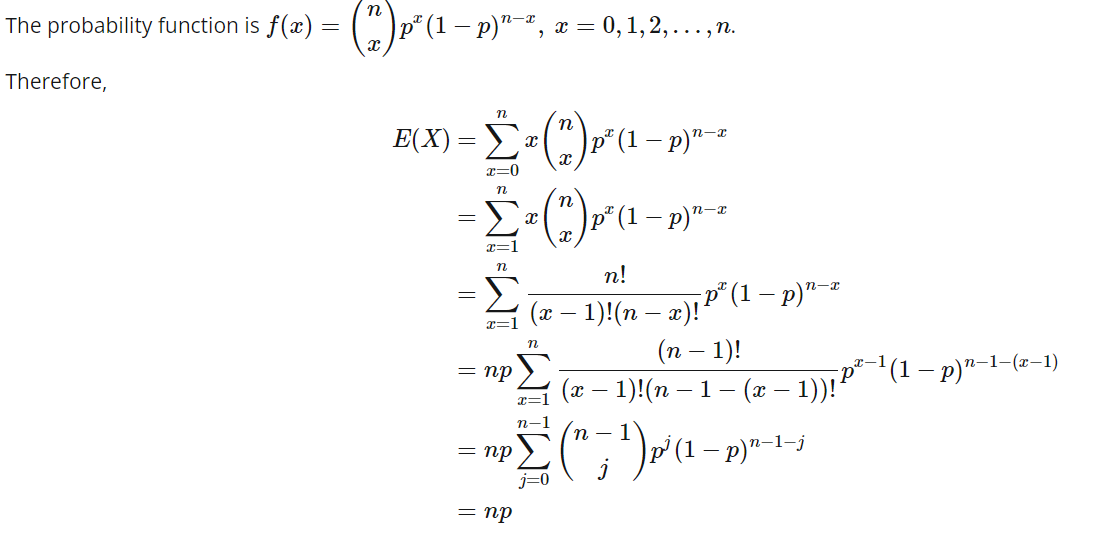 The probability function is $f(x) = \binom{n}{x} p^x (1-p)^{n-x},\ x = 0, 1, 2, \ldots, n.$
Therefore,
$E(X) = \sum_{x=0}^{n} x \binom{n}{x} p^x (1-p)^{n-x}$
$= \sum_{x=1}^{n} x \binom{n}{x} p^x (1-p)^{n-x}$
$= \sum_{x=1}^{n} \frac{n!}{(x-1)!(n-x)!} p^x (1-p)^{n-x}$
$= np \sum_{x=1}^{n} \frac{(n-1)!}{(x-1)!(n-1-(x-1))!} p^{x-1} (1-p)^{n-1-(x-1)}$
$= np \sum_{j=0}^{n-1} \binom{n-1}{j} p^j (1-p)^{n-1-j}$
$= np$